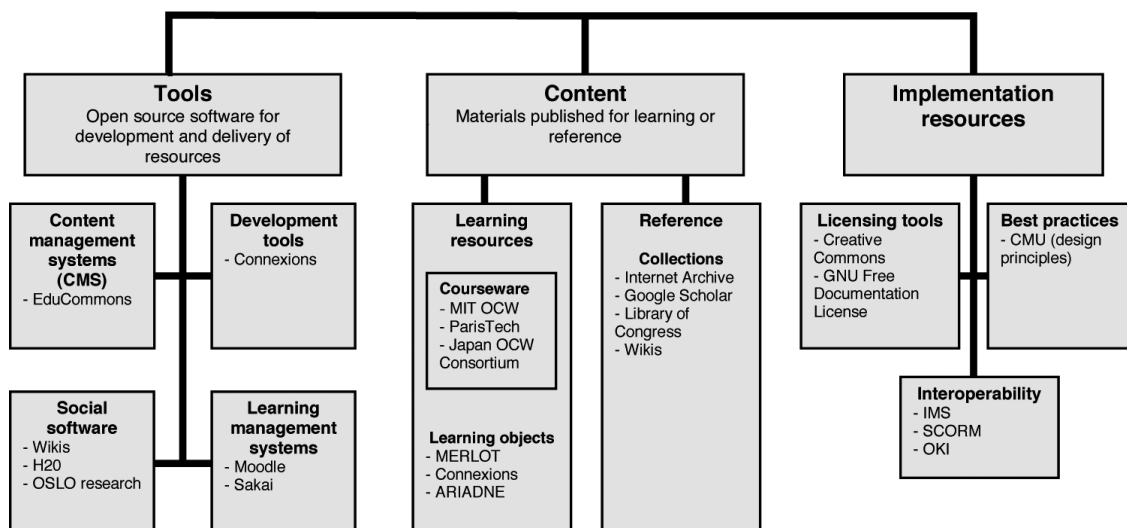 Tools
Open source software for
development and delivery of
resources
Content
Materials published for learning or
reference
Implementation
resources
Content
management
systems
(CMS)
- EduCommons
Development
tools
- Connexions
Social
software
- Wikis
- H20
- OSLO research
Learning
management
systems
- Moodle
- Sakai
Learning
resources
Courseware
- MIT OCW
- ParisTech
- Japan OCW
Consortium
Learning objects
- MERLOT
- Connexions
- ARIADNE
Reference
Collections
- Internet Archive
- Google Scholar
- Library of
Congress
- Wikis
Licensing tools
- Creative
Commons
- GNU Free
Documentation
License
Best practices
- CMU (design
principles)
Interoperability
- IMS
- SCORM
- OKI